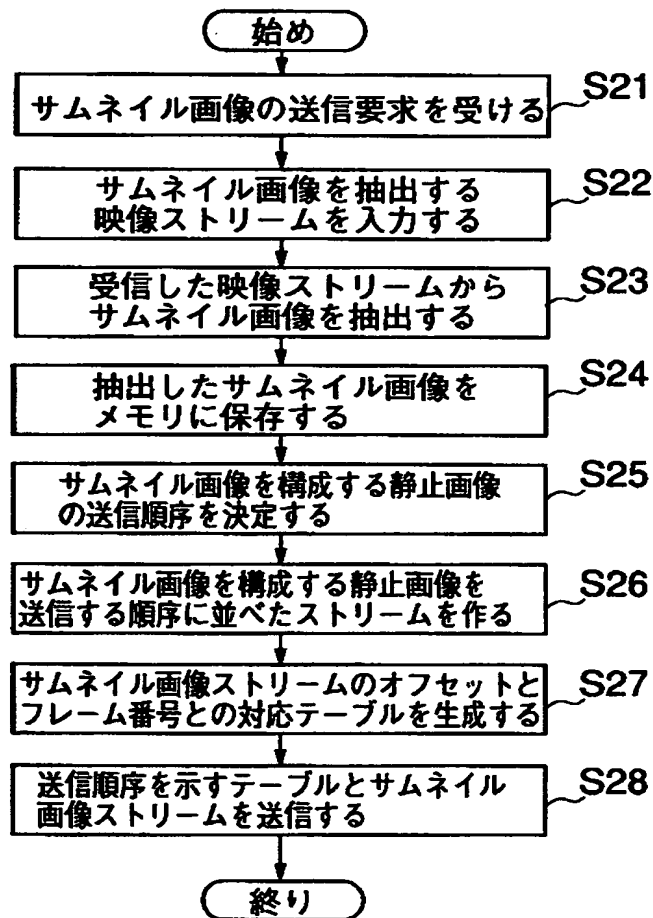 始め
サムネイル画像の送信要求を受ける
S21
サムネイル画像を抽出する
映像ストリームを入力する
S22
受信した映像ストリームから
サムネイル画像を抽出する
S23
抽出したサムネイル画像を
メモリに保存する
S24
サムネイル画像を構成する静止画像
の送信順序を決定する
S25
サムネイル画像を構成する静止画像を
送信する順序に並べたストリームを作る
S26
サムネイル画像ストリームのオフセットと
フレーム番号との対応テーブルを生成する
S27
送信順序を示すテーブルとサムネイル
画像ストリームを送信する
S28
終り